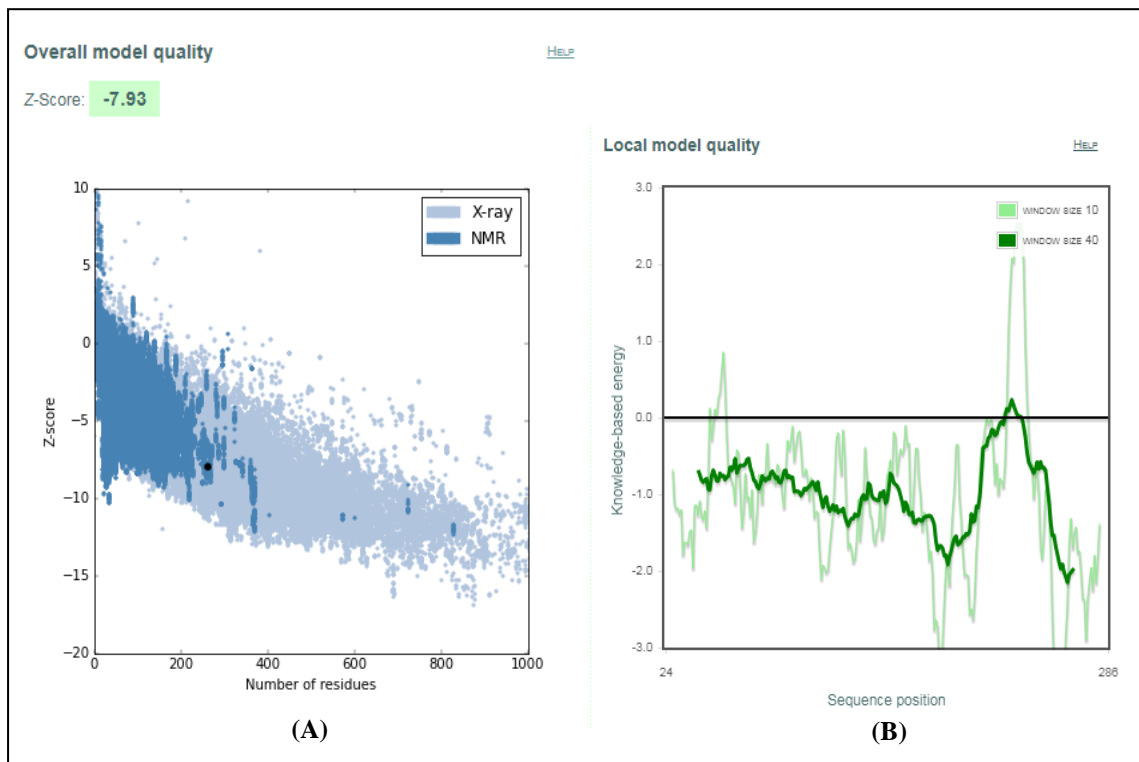 Overall model quality
HELP
Z-Score: -7.93
10
5
0
−5
−10
−15
−20
Z-score
X-ray
NMR
0 200 400 600 800 1000
Number of residues
(A)
Local model quality
HELP
3.0
2.0
1.0
0.0
-1.0
-2.0
-3.0
Knowledge-based energy
WINDOW SIZE 10
WINDOW SIZE 40
24 286
Sequence position
(B)